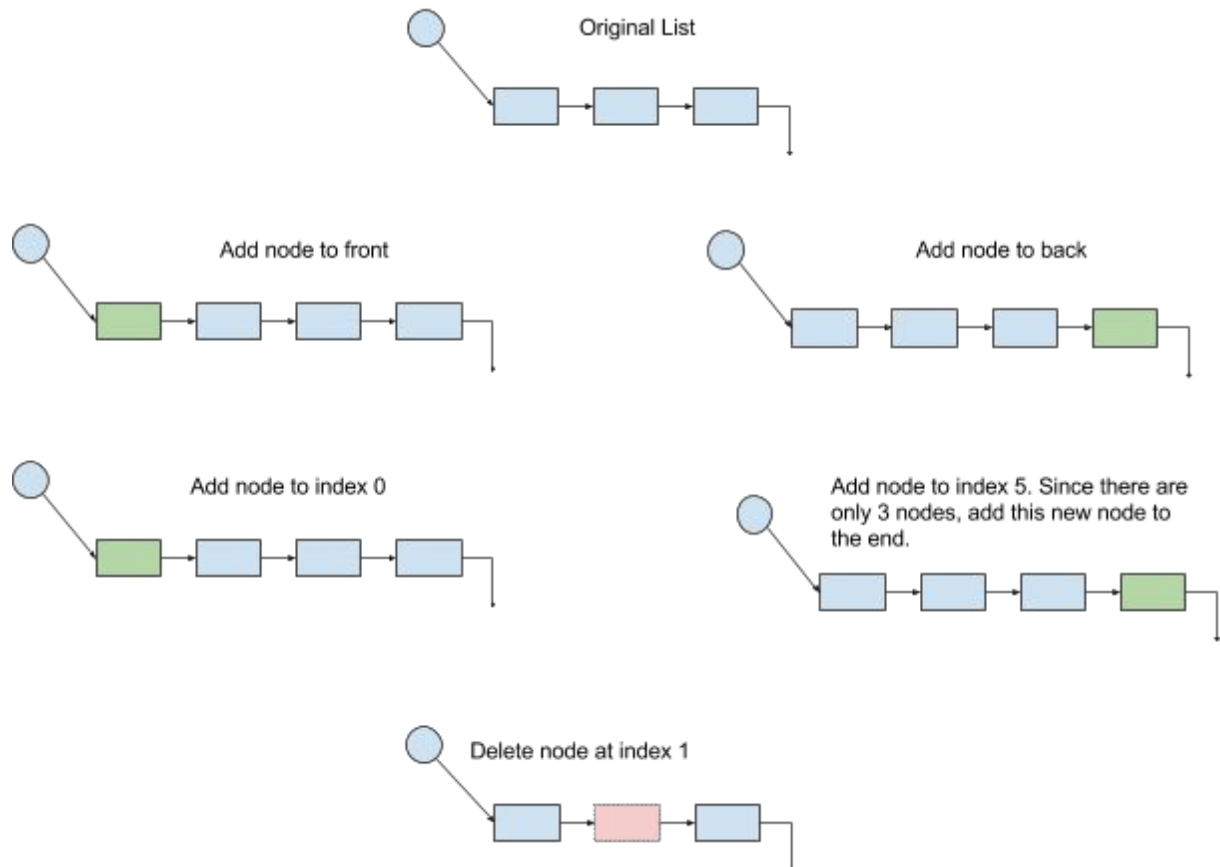 Original List
Add node to front
Add node to back
Add node to index 0
Add node to index 5. Since there are
only 3 nodes, add this new node to
the end.
Delete node at index 1